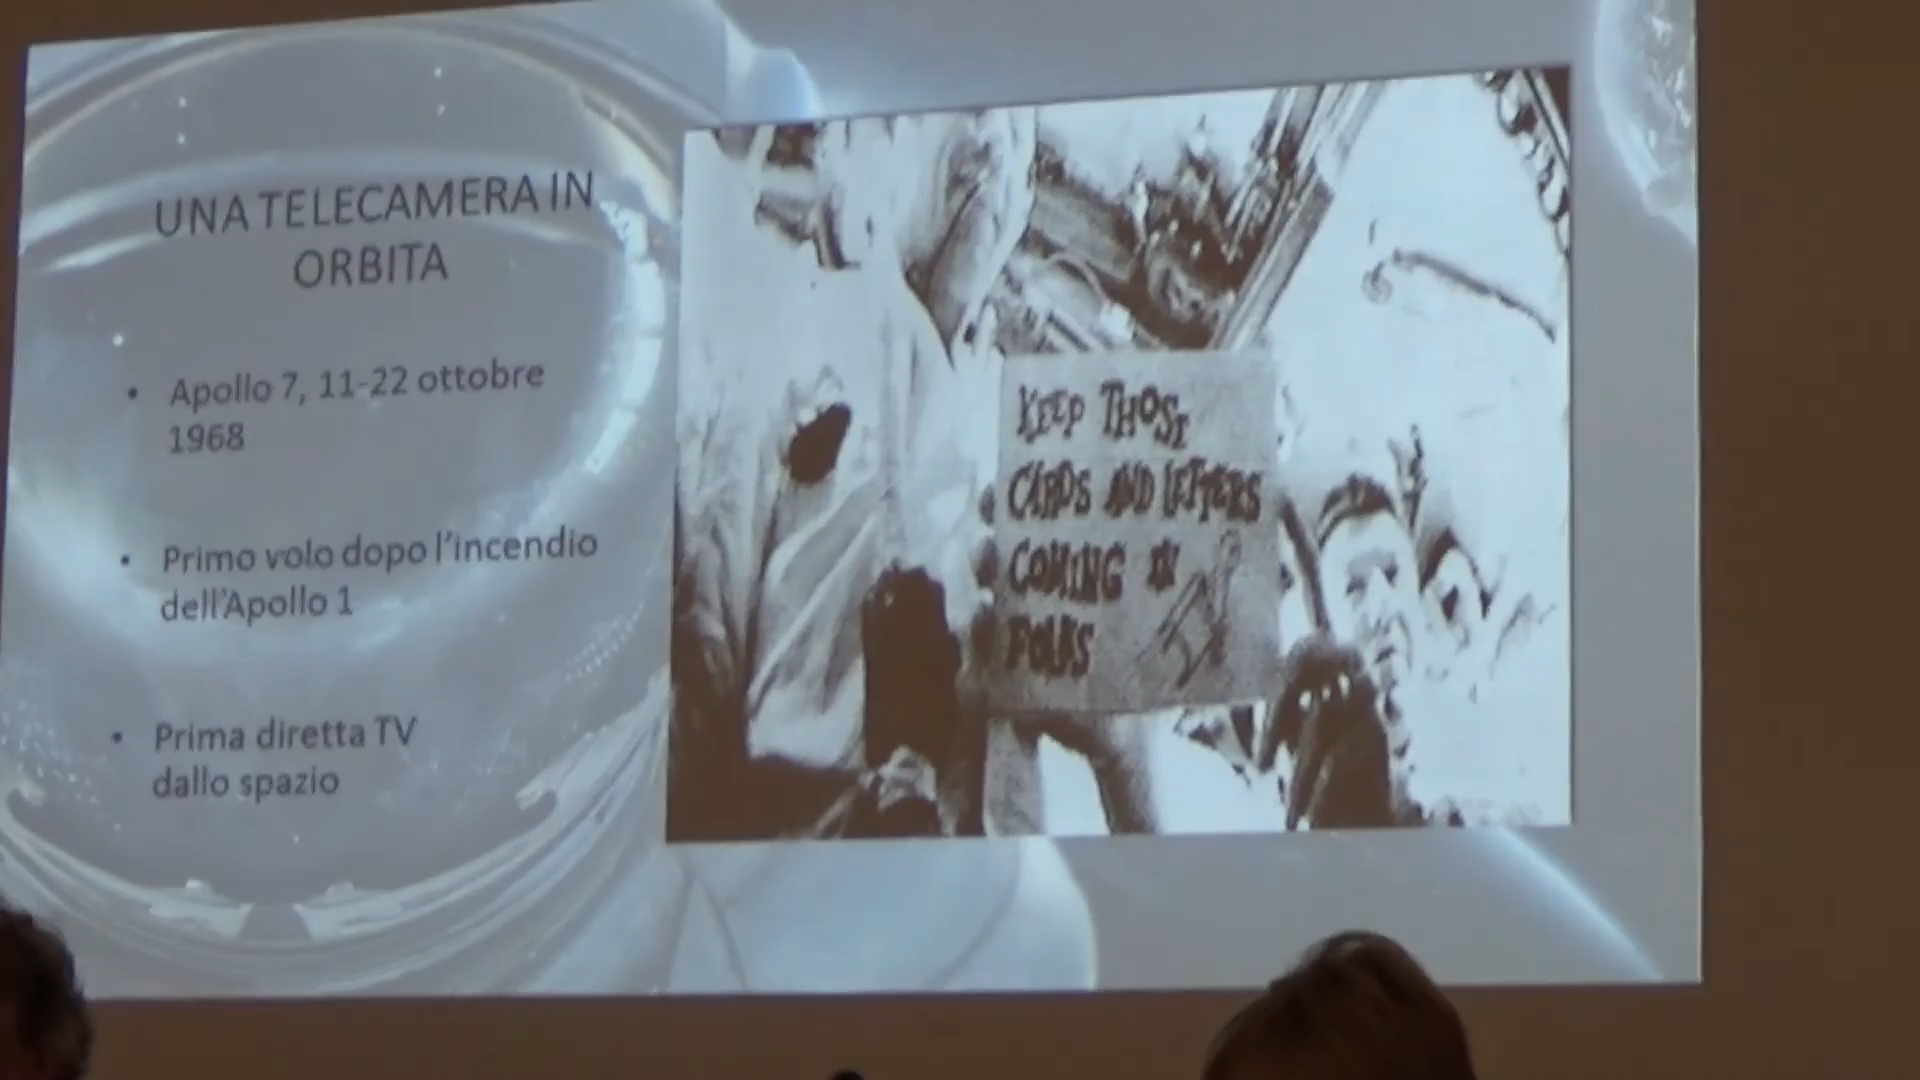 UNA TELECAMERA IN
ORBITA
• Apollo 7, 11-22 ottobre
1968
• Primo volo dopo l'incendio
dell'Apollo 1
• Prima diretta TV
dallo spazio
KEEP THOSE
CARDS AND LETTERS
COMING IN
FOLKS